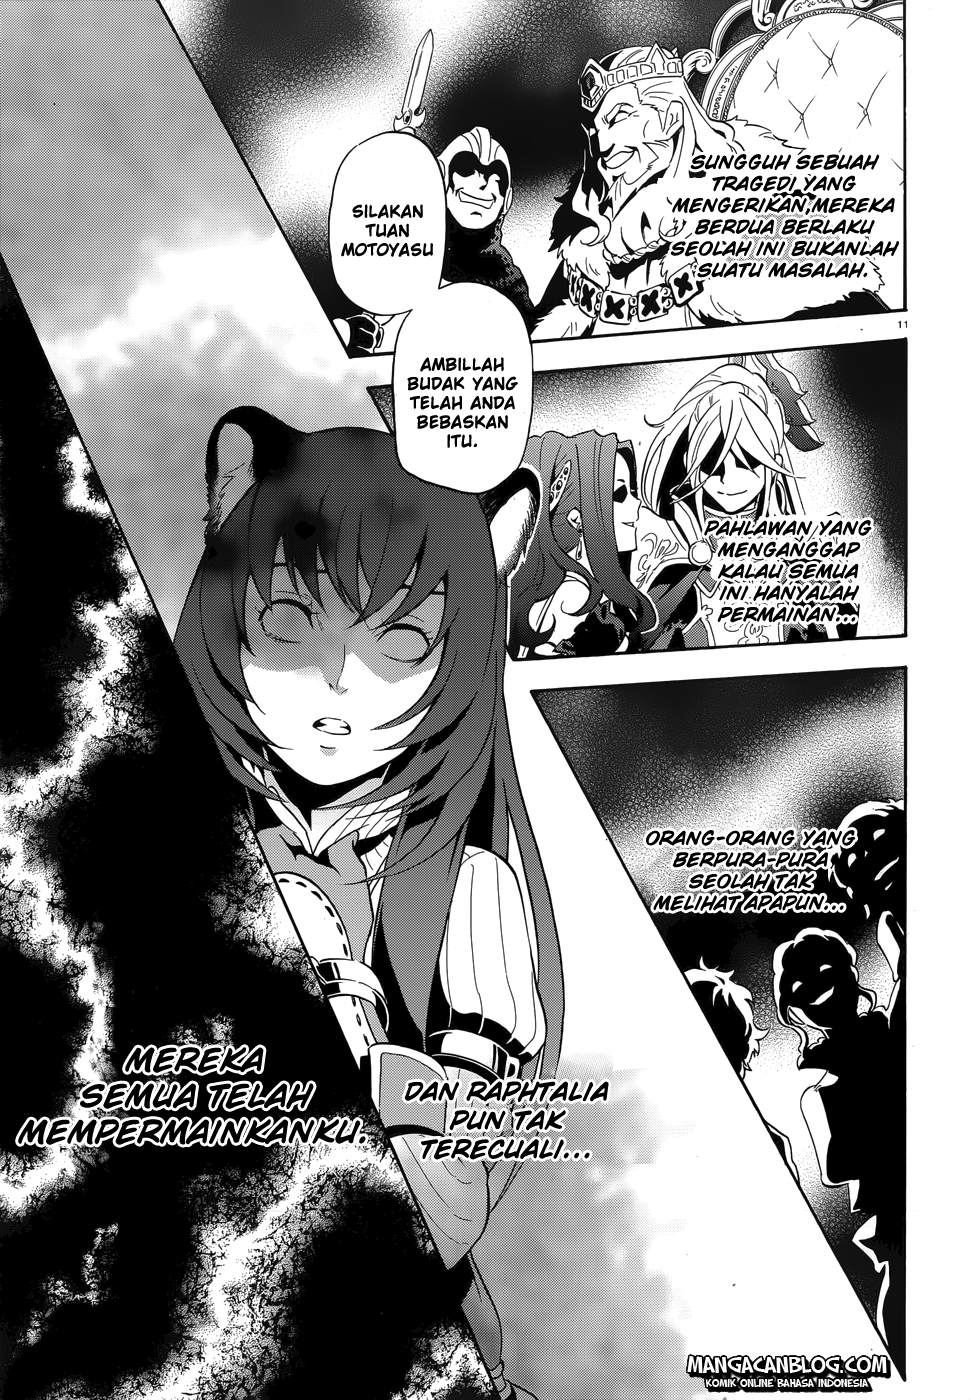 SUNGGUH SEBUAH
TRAGEDI YANG
MENGERIKAN,MEREKA
BERDUA BERLAKU
SEOLAH INI BUKANLAH
SUATU MASALAH.
SILAKAN
TUAN
MOTOYASU
11
AMBILLAH
BUDAK YANG
TELAH ANDA
BEBASKAN
ITU.
PAHLAWAN YANG
MENGANGGAP
KALAU SEMUA
INI HANYALAH
PERMAINAN...
ORANG-ORANG YANG
BERPURA-PURA
SEOLAH TAK
MELIHAT APAPUN...
DAN RAPHTALIA
PUN TAK
TERECUALI...
MEREKA
SEMUA TELAH
MEMPERMAINKANKU.
MANGACANBLOG.COM
KOMIK ONLINE BAHASA INDONESIA